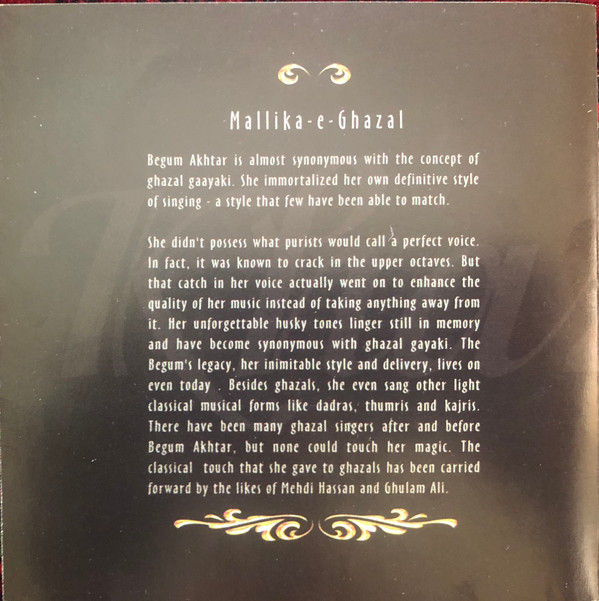 Mallika-e-Ghazal
Begum Akhtar is almost synonymous with the concept of
ghazal gaayaki. She immortalized her own definitive style
of singing - a style that few have been able to match.
She didn't possess what purists would call a perfect voice.
In fact, it was known to crack in the upper octaves. But
that catch in her voice actually went on to enhance the
quality of her music instead of taking anything away from
it. Her unforgettable husky tones linger still in memory
and have become synonymous with ghazal gayaki. The
Begum's legacy, her inimitable style and delivery, lives on
even today . Besides ghazals, she even sang other light
classical musical forms like dadras, thumris and kajris.
There have been many ghazal singers after and before
Begum Akhtar, but none could touch her magic. The
classical touch that she gave to ghazals has been carried
forward by the likes of Mehdi Hassan and Ghulam Ali.